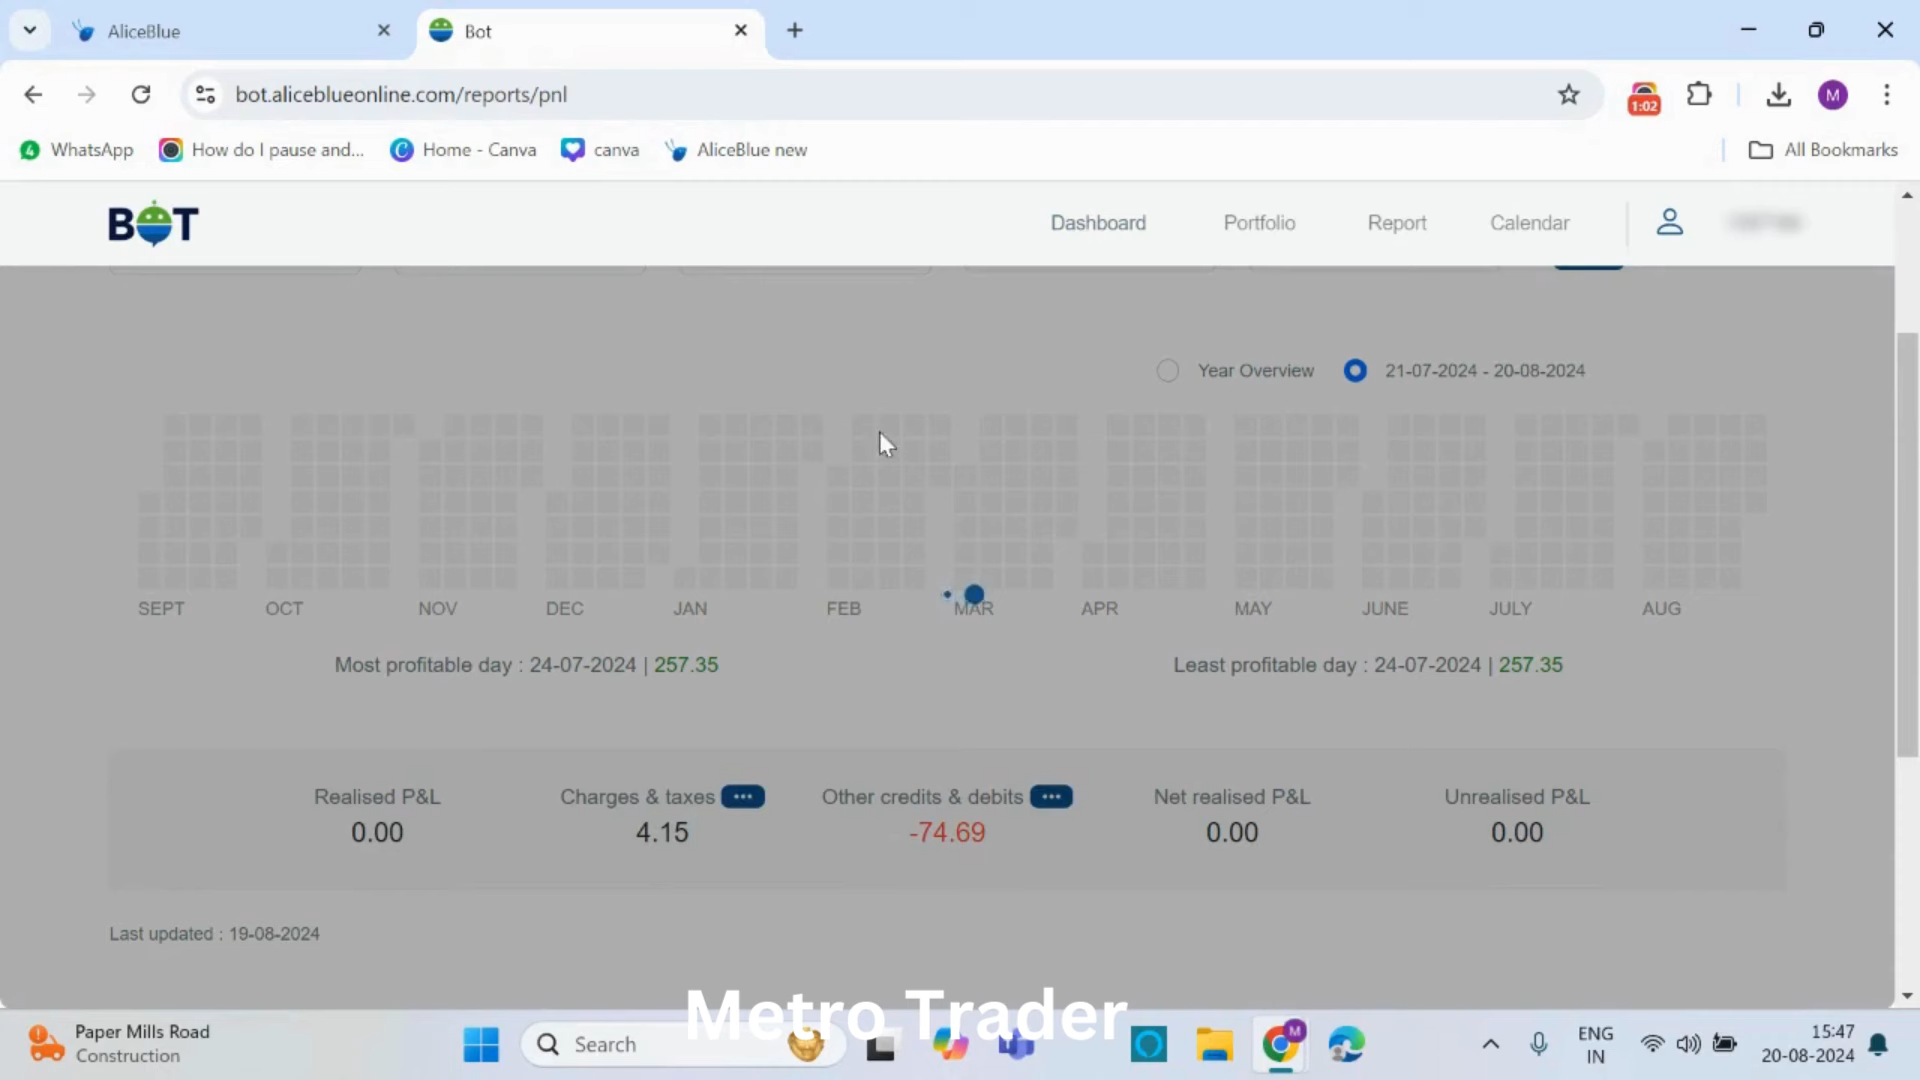 AliceBlue
Bot
bot.aliceblueonline.com/reports/pnl
1:02
M
4
WhatsApp
How do I pause and...
Home - Canva
canva
AliceBlue new
All Bookmarks
BOT
Dashboard
Portfolio
Report
Calendar
Year Overview
21-07-2024 - 20-08-2024
SEPT
OCT
NOV
DEC
JAN
FEB
MAR
APR
MAY
JUNE
JULY
AUG
Most profitable day : 24-07-2024 | 257.35
Least profitable day : 24-07-2024 | 257.35
Realised P&L
Charges & taxes
Other credits & debits
Net realised P&L
Unrealised P&L
0.00
4.15
-74.69
0.00
0.00
Last updated : 19-08-2024
Metro Trader
Paper Mills Road
Construction
Search
M
ENG
IN
15:47
20-08-2024